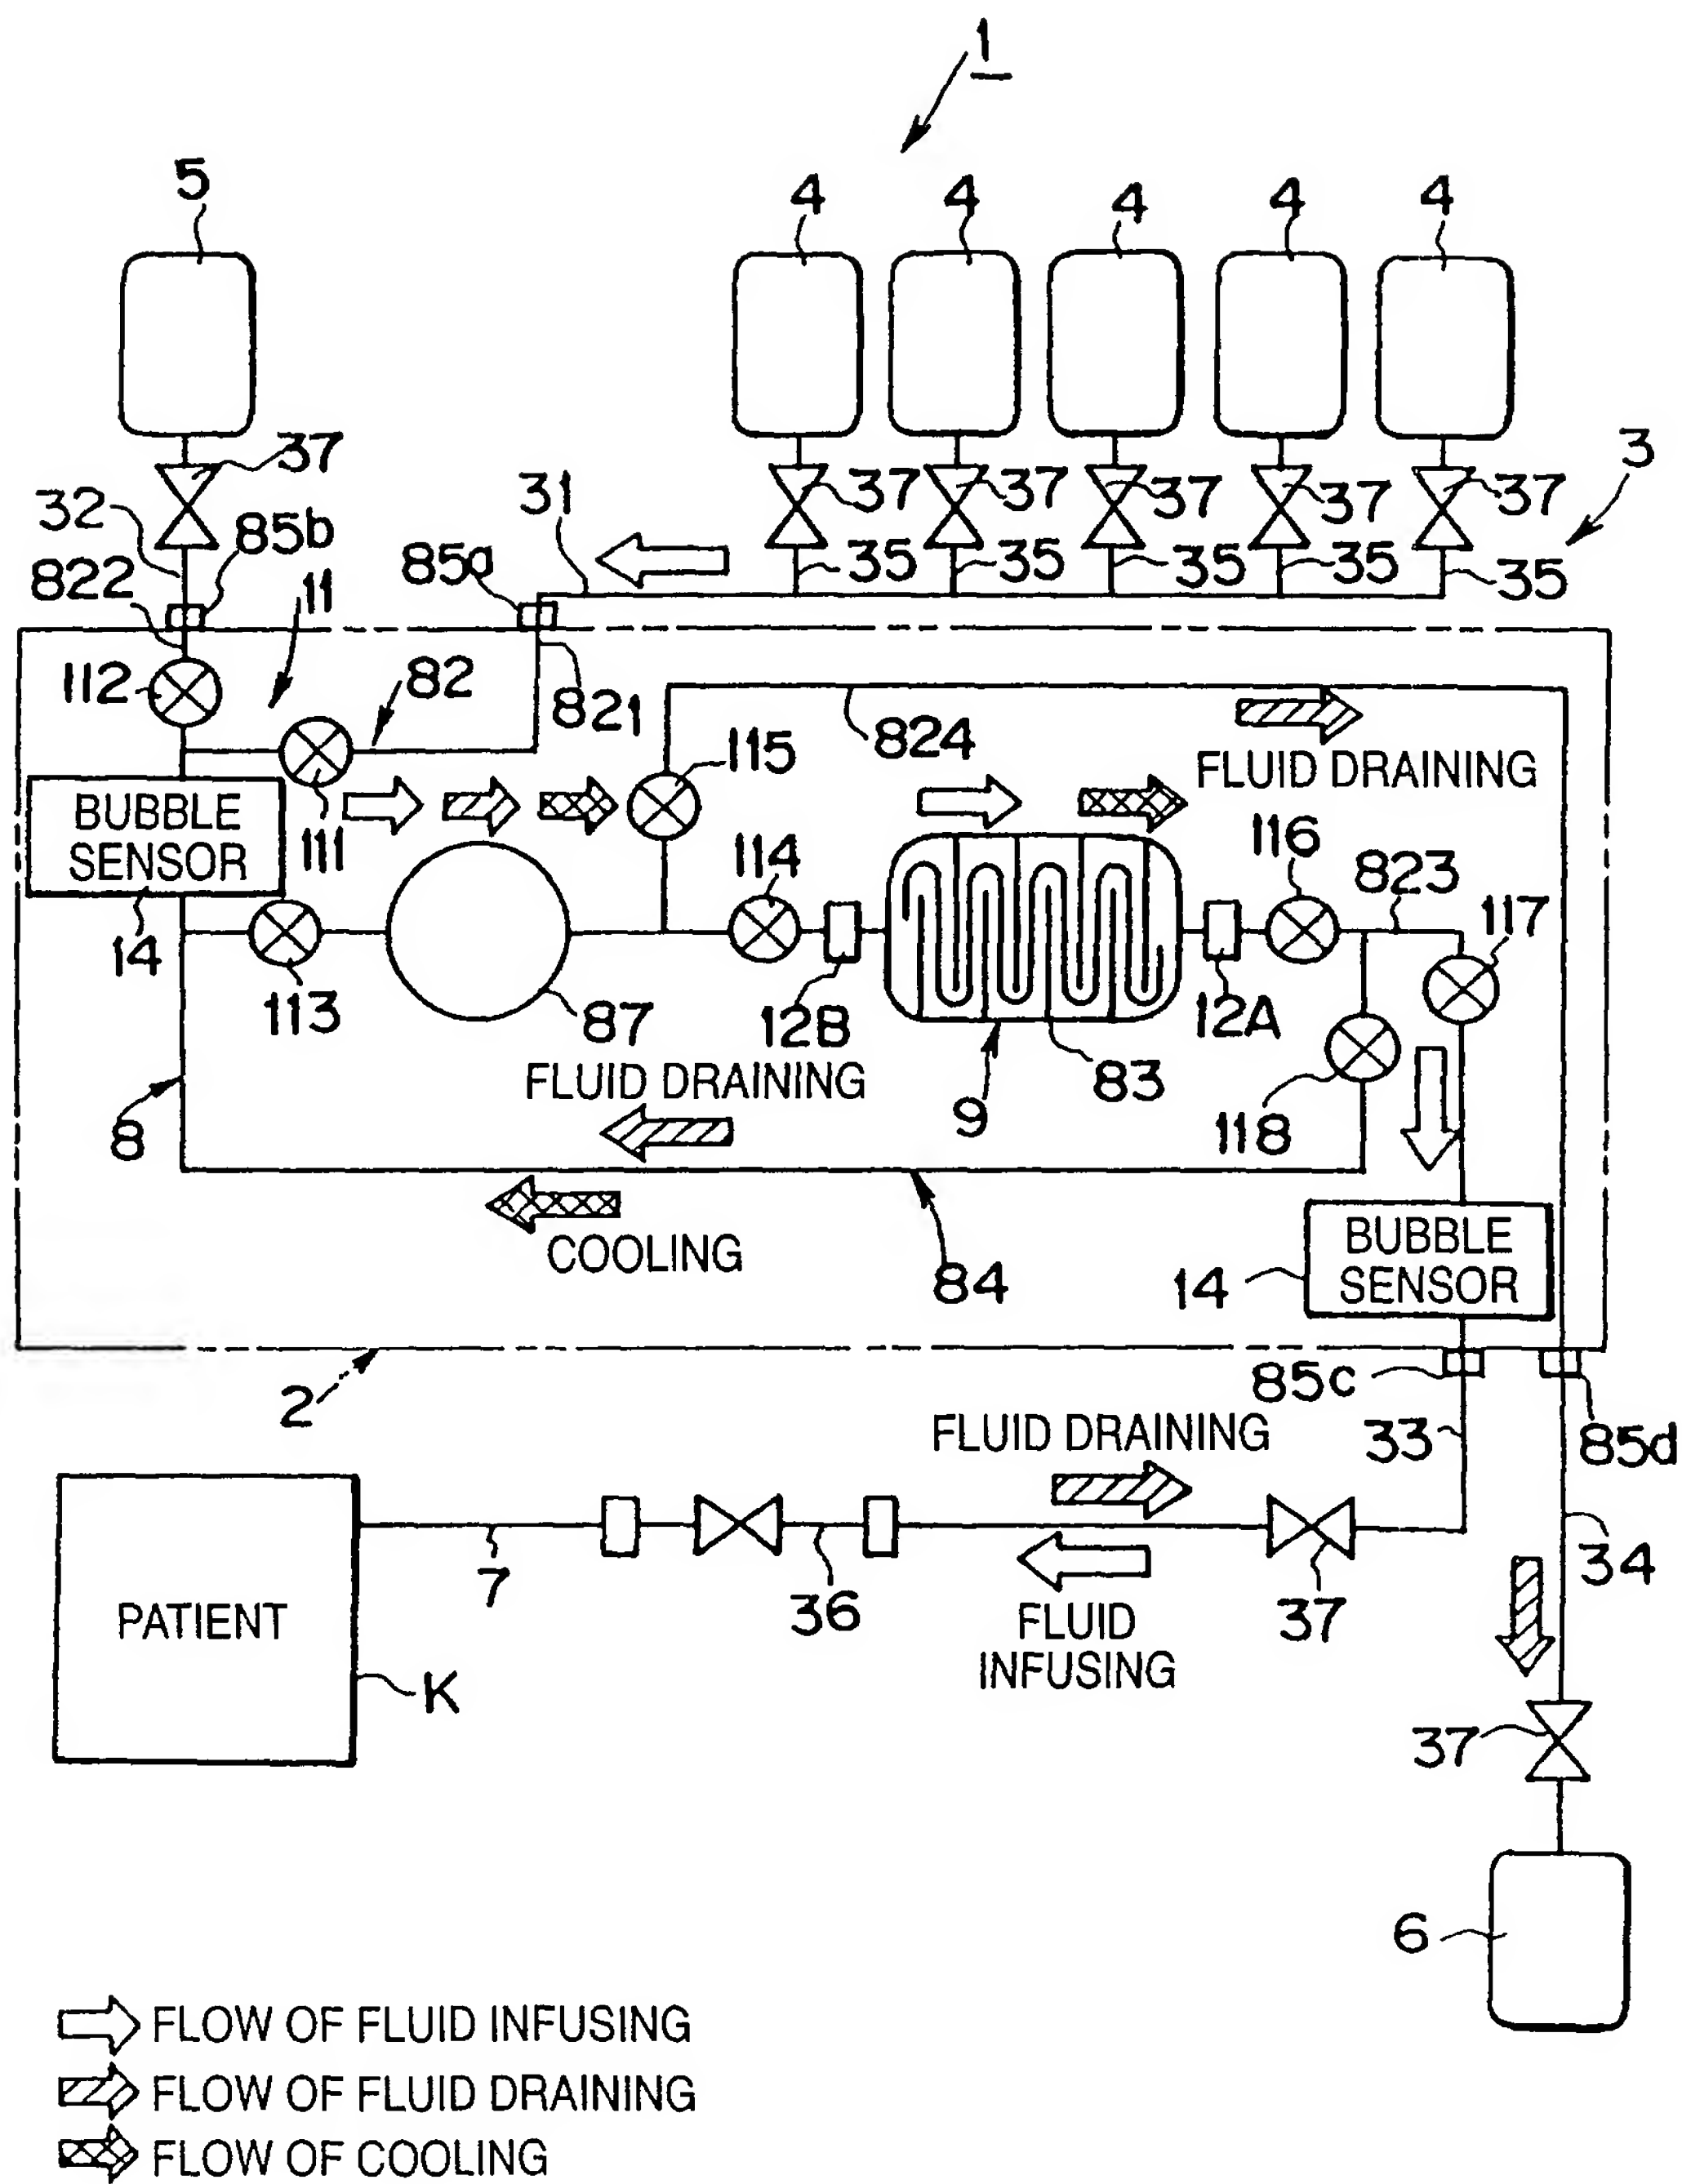 1
5
4
4
4
4
4
37
37
37
37
37
37
3
32
85b
31
85a
35
35
35
35
35
822
11
112
82
821
824
FLUID DRAINING
115
BUBBLE
SENSOR
111
114
116
823
117
14
113
87
12B
12A
FLUID DRAINING
9
83
118
8
COOLING
84
BUBBLE
SENSOR
14
2
85c
FLUID DRAINING
33
85d
PATIENT
7
36
FLUID
INFUSING
37
34
K
37
6
FLOW OF FLUID INFUSING
FLOW OF FLUID DRAINING
FLOW OF COOLING